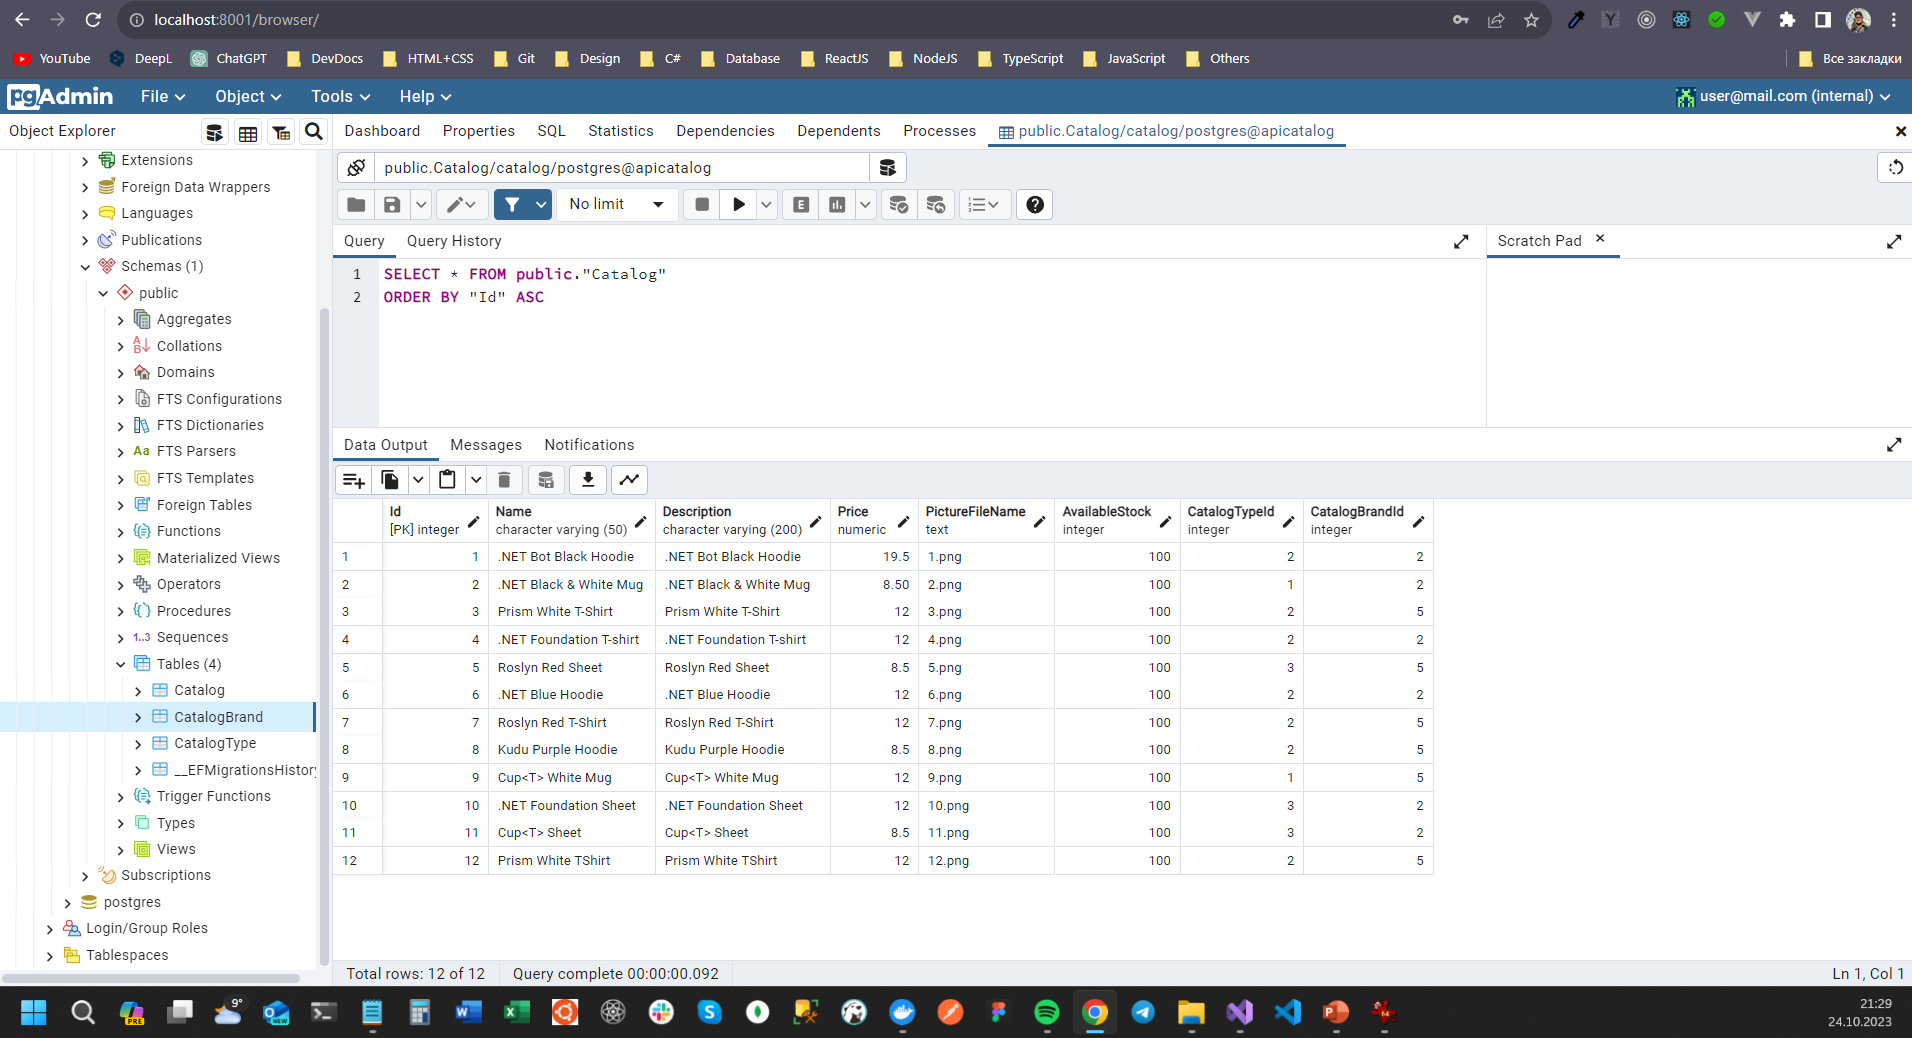 localhost:8001/browser/
YouTube DeepL ChatGPT DevDocs HTML+CSS Git Design C# Database ReactJS NodeJS TypeScript JavaScript Others Все закладки
pgAdmin File Object Tools Help user@mail.com (internal)
Object Explorer
Dashboard Properties SQL Statistics Dependencies Dependents Processes public.Catalog/catalog/postgres@apicatalog
Extensions
Foreign Data Wrappers
Languages
Publications
Schemas (1)
public
Aggregates
Collations
Domains
FTS Configurations
FTS Dictionaries
Aa FTS Parsers
FTS Templates
Foreign Tables
Functions
Materialized Views
Operators
Procedures
1..3 Sequences
Tables (4)
Catalog
CatalogBrand
CatalogType
__EFMigrationsHistory
Trigger Functions
Types
Views
Subscriptions
postgres
Login/Group Roles
Tablespaces
public.Catalog/catalog/postgres@apicatalog
No limit E
Query Query History Scratch Pad
1 SELECT * FROM public."Catalog"
2 ORDER BY "Id" ASC
Data Output Messages Notifications
Id Name Description Price PictureFileName AvailableStock CatalogTypeId CatalogBrandId
[PK] integer character varying (50) character varying (200) numeric text integer integer integer
1 1 .NET Bot Black Hoodie .NET Bot Black Hoodie 19.5 1.png 100 2 2
2 2 .NET Black & White Mug .NET Black & White Mug 8.50 2.png 100 1 2
3 3 Prism White T-Shirt Prism White T-Shirt 12 3.png 100 2 5
4 4 .NET Foundation T-shirt .NET Foundation T-shirt 12 4.png 100 2 2
5 5 Roslyn Red Sheet Roslyn Red Sheet 8.5 5.png 100 3 5
6 6 .NET Blue Hoodie .NET Blue Hoodie 12 6.png 100 2 2
7 7 Roslyn Red T-Shirt Roslyn Red T-Shirt 12 7.png 100 2 5
8 8 Kudu Purple Hoodie Kudu Purple Hoodie 8.5 8.png 100 2 5
9 9 Cup<T> White Mug Cup<T> White Mug 12 9.png 100 1 5
10 10 .NET Foundation Sheet .NET Foundation Sheet 12 10.png 100 3 2
11 11 Cup<T> Sheet Cup<T> Sheet 8.5 11.png 100 3 2
12 12 Prism White TShirt Prism White TShirt 12 12.png 100 2 5
Total rows: 12 of 12 Query complete 00:00:00.092 Ln 1, Col 1
PRE 9°
21:29
24.10.2023